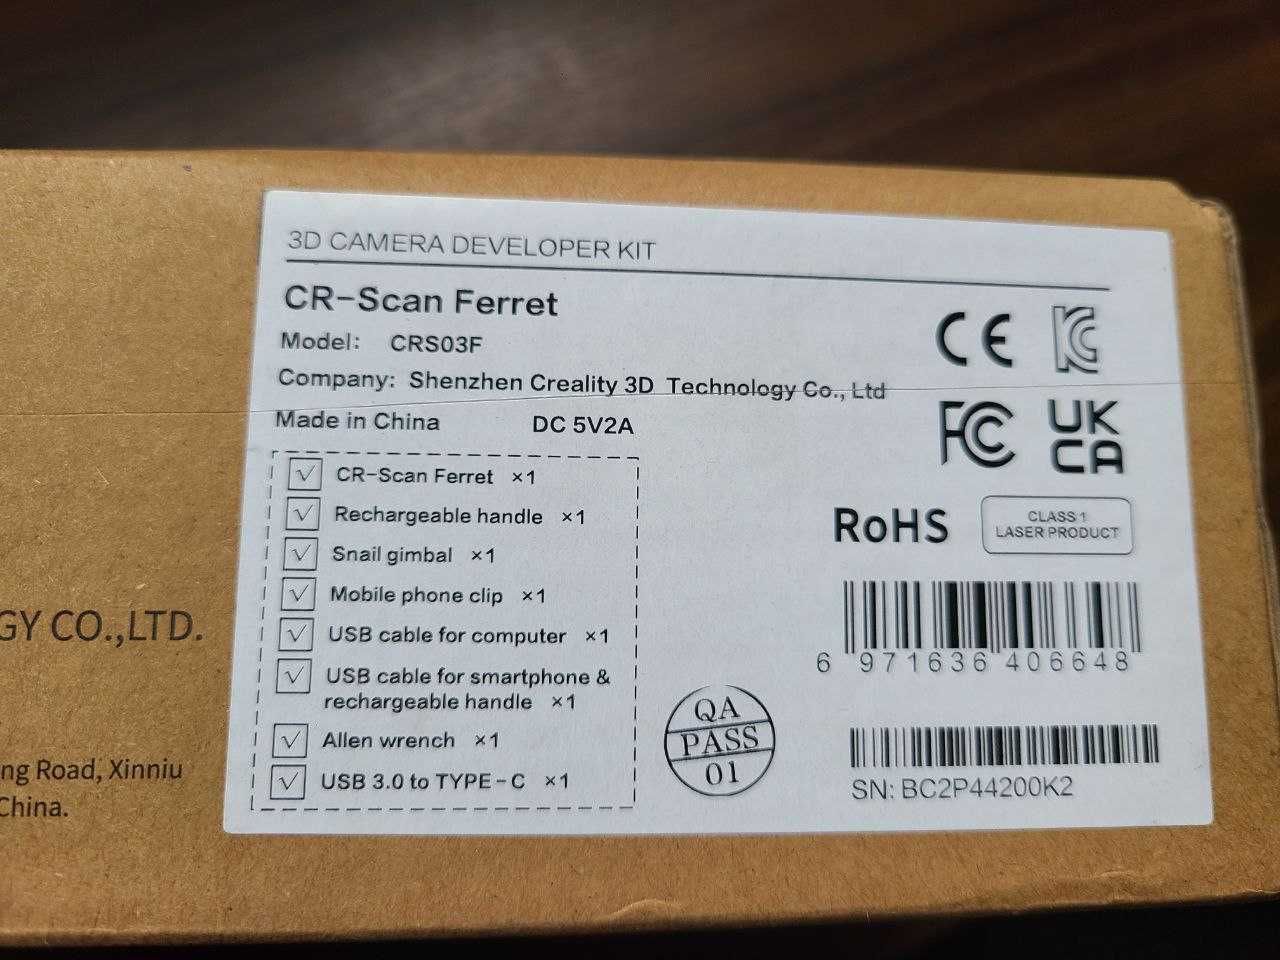 3D CAMERA DEVELOPER KIT
CR-Scan Ferret
Model: CRS03F
Company: Shenzhen Creality 3D Technology Co., Ltd
Made in China DC 5V2A
CE
KC
FC
UK
CA
RoHS
CLASS 1
LASER PRODUCT
CR-Scan Ferret ×1
Rechargeable handle ×1
Snail gimbal ×1
Mobile phone clip ×1
USB cable for computer ×1
USB cable for smartphone &
rechargeable handle ×1
Allen wrench ×1
USB 3.0 to TYPE-C ×1
QA
PASS
01
6 971636 406648
SN: BC2P44200K2
GY CO.,LTD.
ng Road, Xinniu
China.